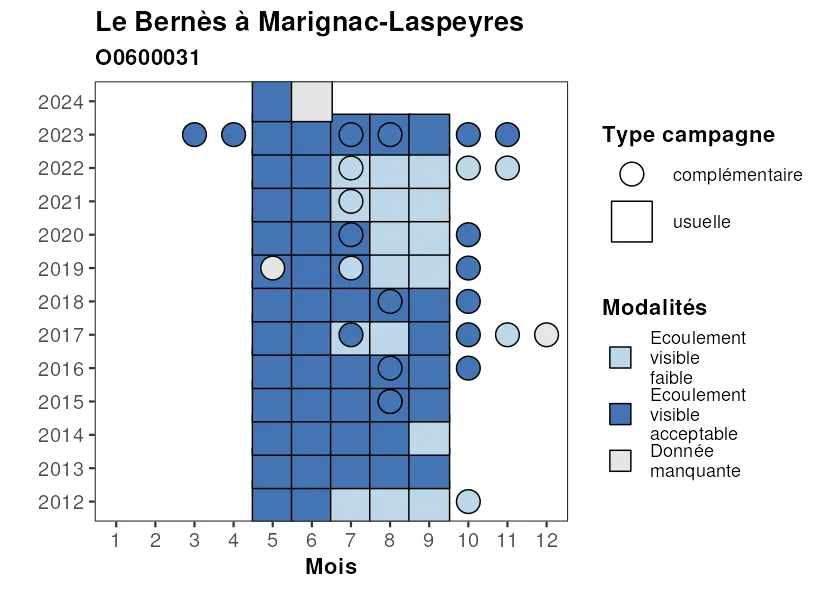 Le Bernès à Marignac-Laspeyres
O0600031
2024
2023
2022
2021
2020
2019
2018
2017
2016
2015
2014
2013
2012
1 2 3 4 5 6 7 8 9 10 11 12
Mois
Type campagne
complémentaire
usuelle
Modalités
Ecoulement
visible
faible
Ecoulement
visible
acceptable
Donnée
manquante